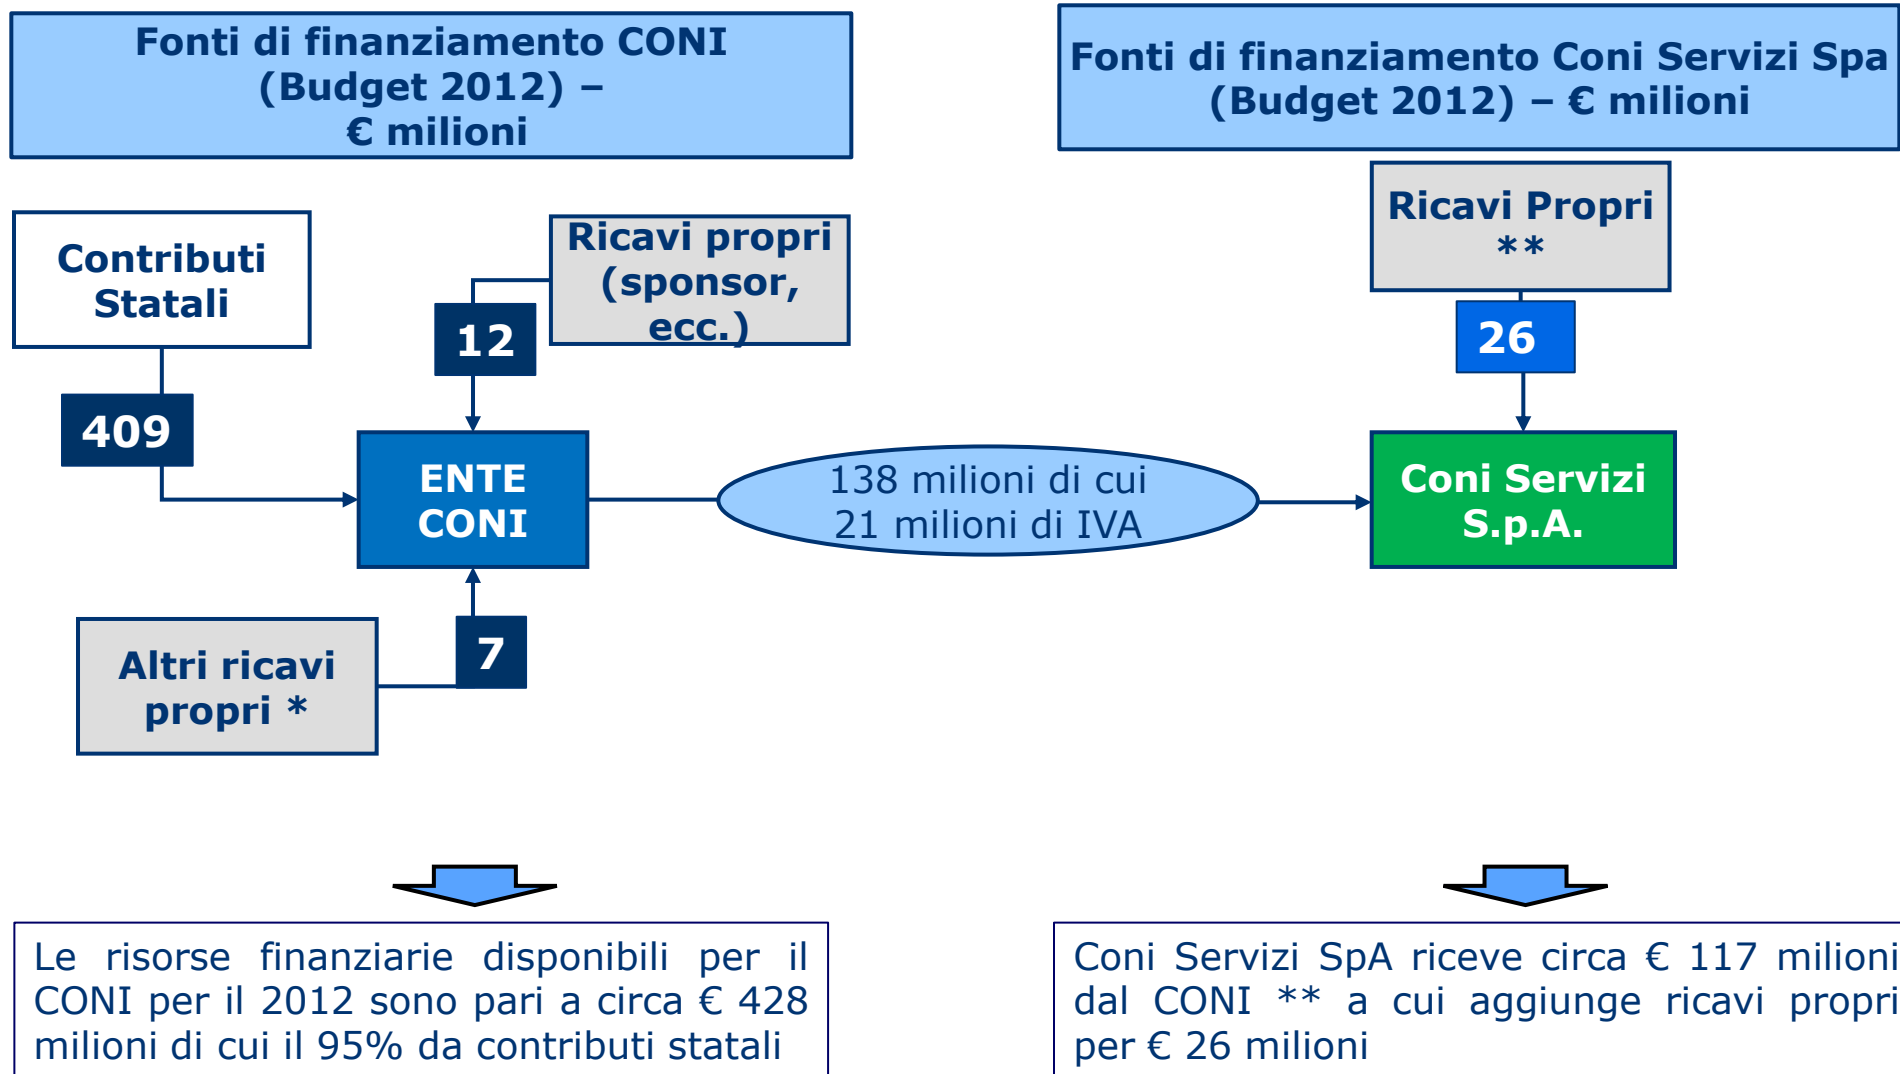 Fonti di finanziamento CONI
(Budget 2012) –
€ milioni
Fonti di finanziamento Coni Servizi Spa
(Budget 2012) – € milioni
Contributi
Statali
Ricavi propri
(sponsor,
ecc.)
Ricavi Propri
**
12
26
409
ENTE
CONI
138 milioni di cui
21 milioni di IVA
Coni Servizi
S.p.A.
7
Altri ricavi
propri *
Le risorse finanziarie disponibili per il
CONI per il 2012 sono pari a circa € 428
milioni di cui il 95% da contributi statali
Coni Servizi SpA riceve circa € 117 milioni
dal CONI ** a cui aggiunge ricavi propri
per € 26 milioni